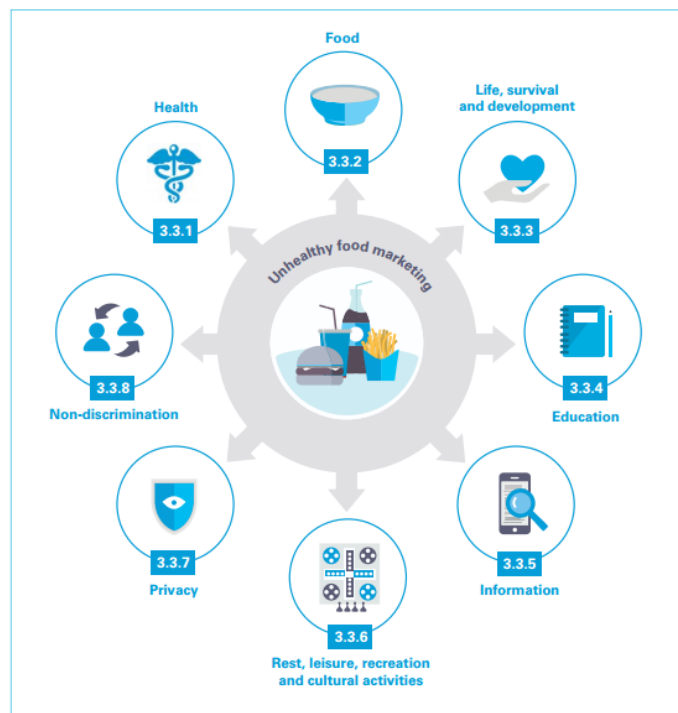 Food
3.3.2
Life, survival
and development
3.3.3
Health
3.3.1
Unhealthy food marketing
3.3.8
Non-discrimination
3.3.4
Education
3.3.7
Privacy
3.3.5
Information
3.3.6
Rest, leisure, recreation
and cultural activities